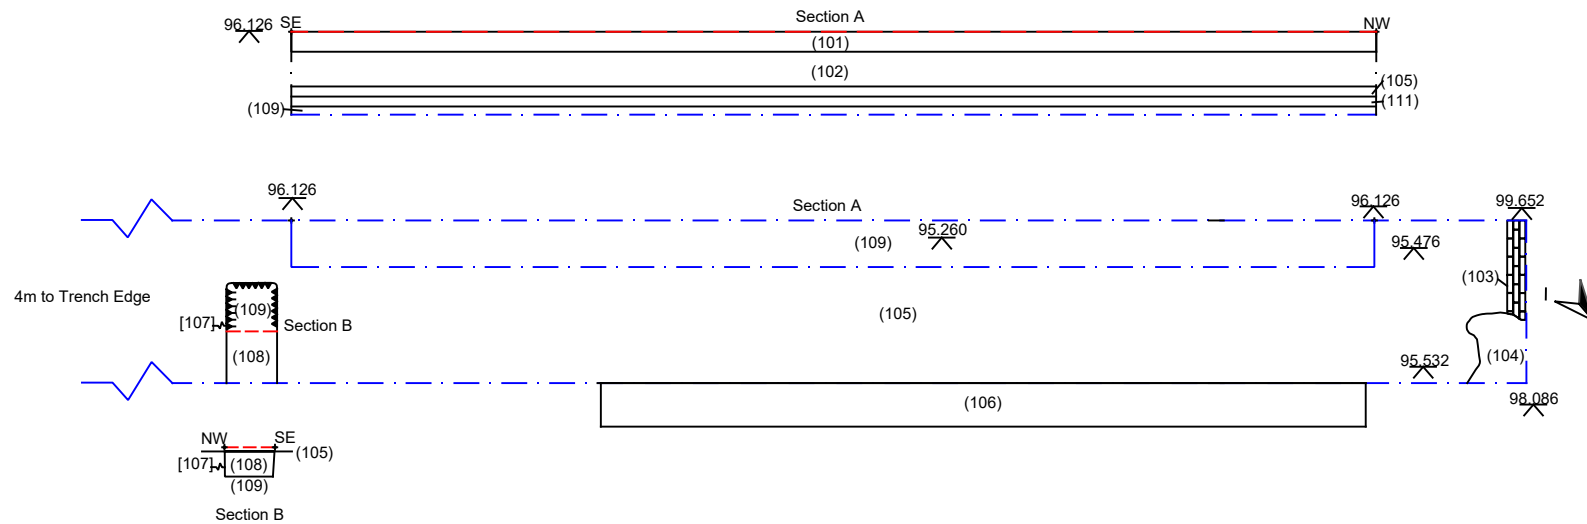 Section A
96.126 SE NW
(101)
(102)
(105)
(109) (111)
96.126 Section A 96.126 99.652
(109) 95.260 95.476
(103)
4m to Trench Edge
(109)
[107] Section B (105)
(108) (104)
95.532
(106) 98.086
NW SE
(105)
[107] (108)
(109)
Section B